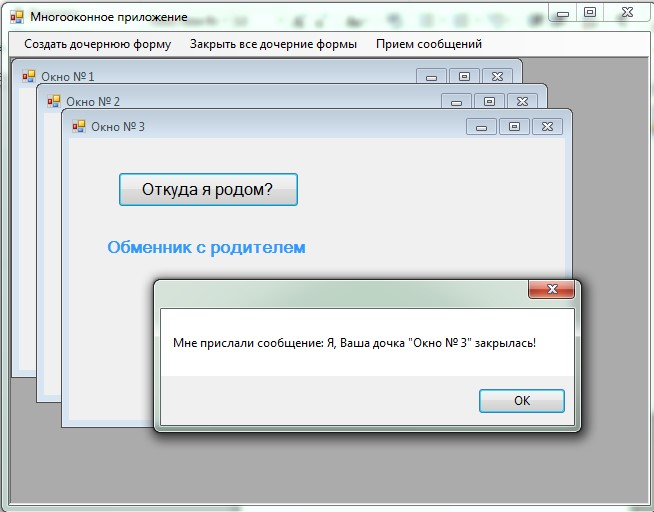 Многооконное приложение
Создать дочернюю форму Закрыть все дочерние формы Прием сообщений
Окно № 1
Окно № 2
Окно № 3
Откуда я родом?
Обменник с родителем
Мне прислали сообщение: Я, Ваша дочка "Окно № 3" закрылась!
OK